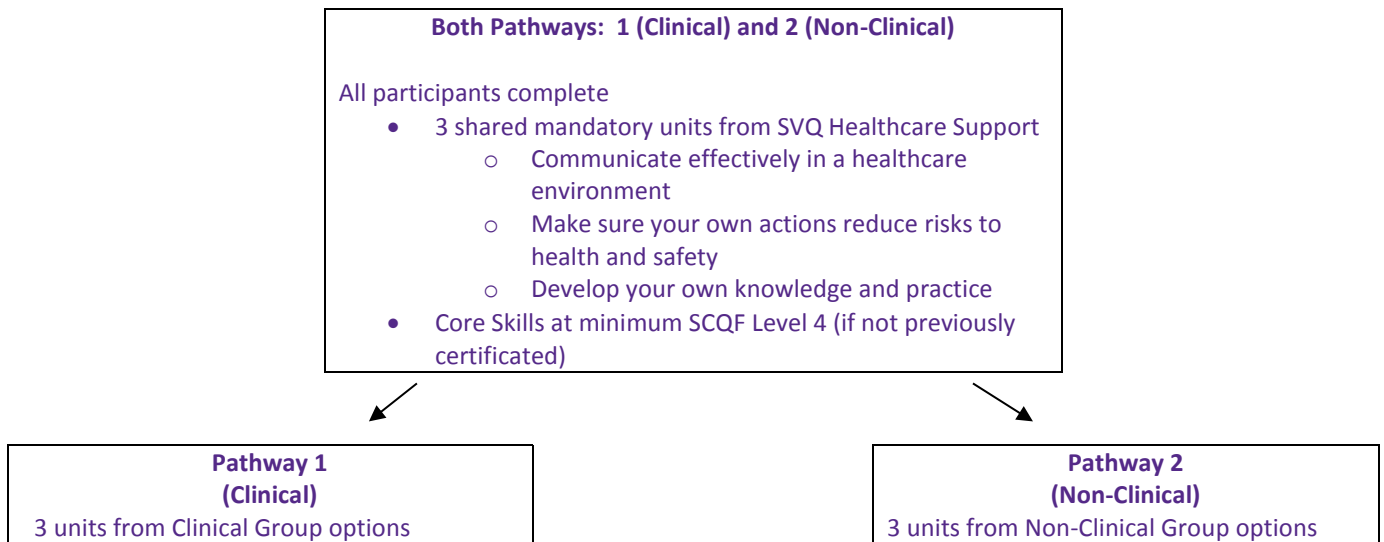 Both Pathways:  1 (Clinical) and 2 (Non-Clinical)
All participants complete
• 3 shared mandatory units from SVQ Healthcare Support
o Communicate effectively in a healthcare
environment
o Make sure your own actions reduce risks to
health and safety
o Develop your own knowledge and practice
• Core Skills at minimum SCQF Level 4 (if not previously
certificated)
Pathway 1
(Clinical)
3 units from Clinical Group options
Pathway 2
(Non-Clinical)
3 units from Non-Clinical Group options